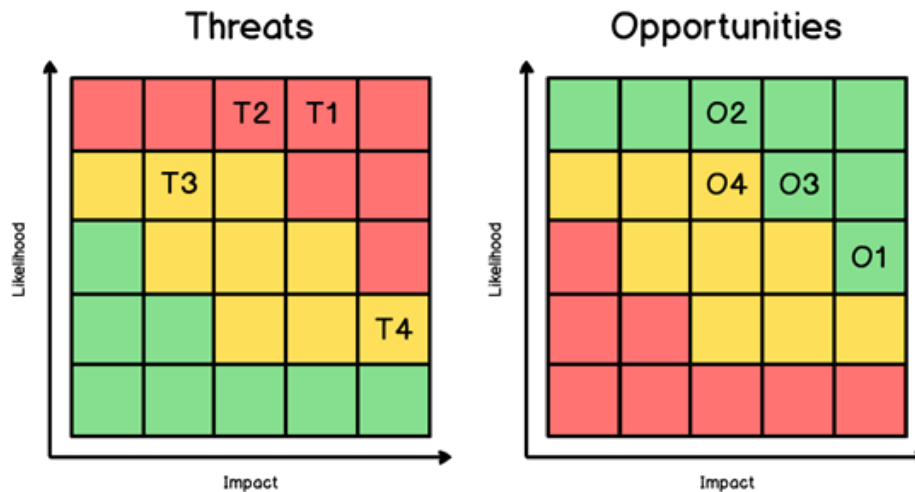 Threats
T2
T1
T3
T4
Likelihood
Impact
Opportunities
O2
O4
O3
O1
Likelihood
Impact